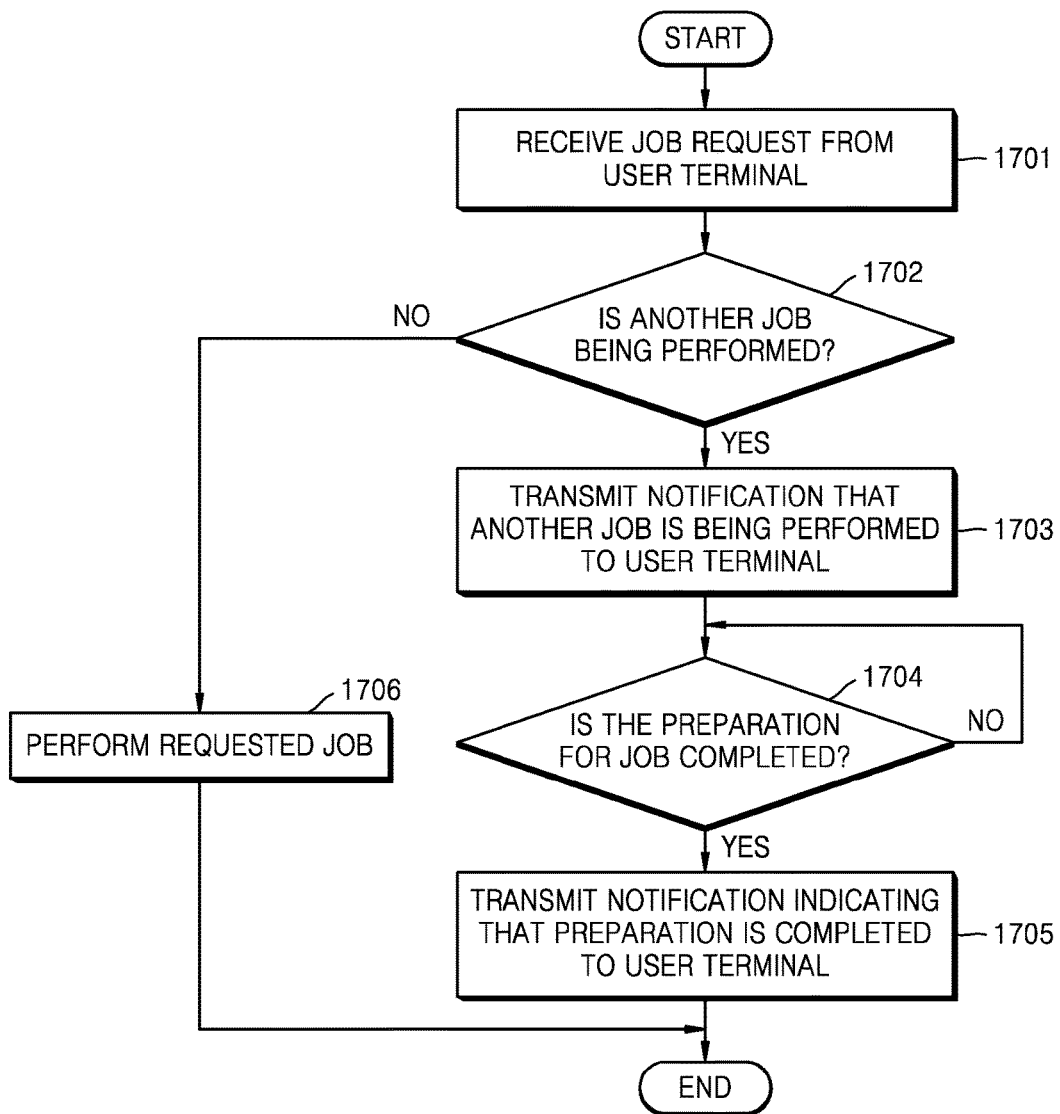 START
RECEIVE JOB REQUEST FROM
USER TERMINAL
1701
1702
IS ANOTHER JOB
BEING PERFORMED?
NO
YES
TRANSMIT NOTIFICATION THAT
ANOTHER JOB IS BEING PERFORMED
TO USER TERMINAL
1703
1704
IS THE PREPARATION
FOR JOB COMPLETED?
NO
1706
PERFORM REQUESTED JOB
YES
TRANSMIT NOTIFICATION INDICATING
THAT PREPARATION IS COMPLETED
TO USER TERMINAL
1705
END